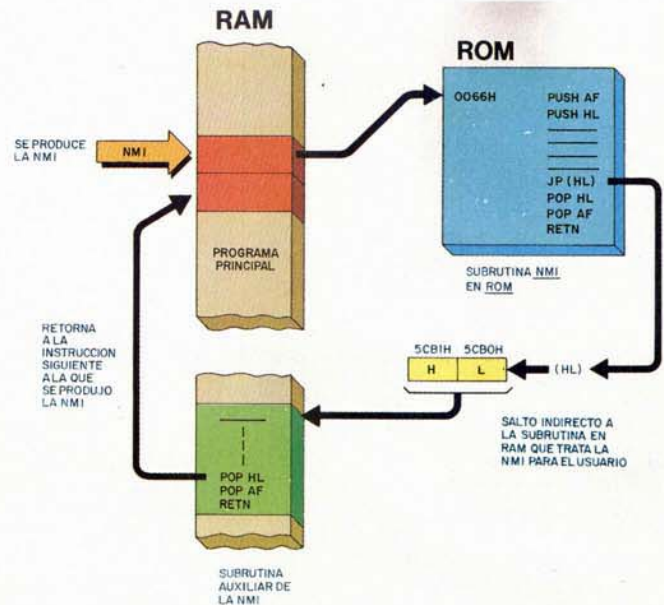 RAM
ROM
SE PRODUCE
LA NMI
NMI
0066H
PUSH AF
PUSH HL
JP (HL)
POP HL
POP AF
RETN
PROGRAMA
PRINCIPAL
SUBRUTINA NMI
EN ROM
RETORNA
A LA
INSTRUCCION
SIGUIENTE
ALA QUE
SE PRODUJO
LA NMI
5CB1H 5CB0H
H L (HL)
SALTO INDIRECTO A
LA SUBRUTINA EN
RAM QUE TRATA LA
NMI PARA EL USUARIO
POP HL
POP AF
RETN
SUBRUTINA
AUXILIAR DE
LA NMI